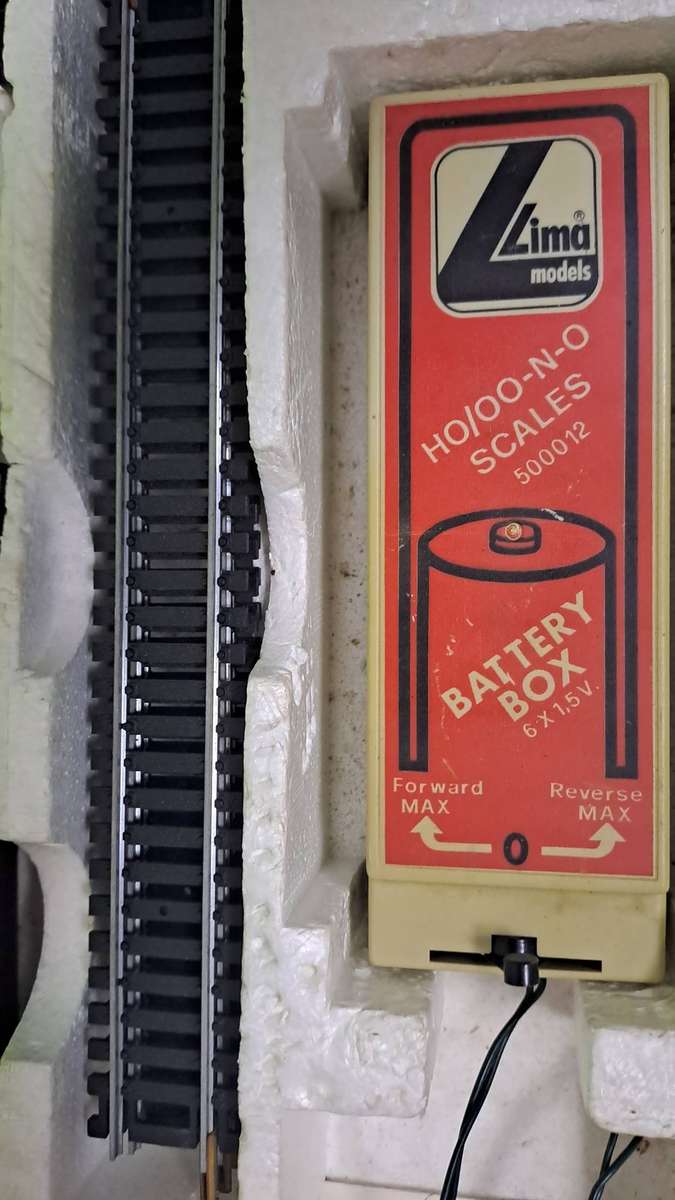 Lima®
models
HO/OO-N-O
SCALES
500012
BATTERY
BOX
6 X 1,5 V.
Forward
MAX
Reverse
MAX
0